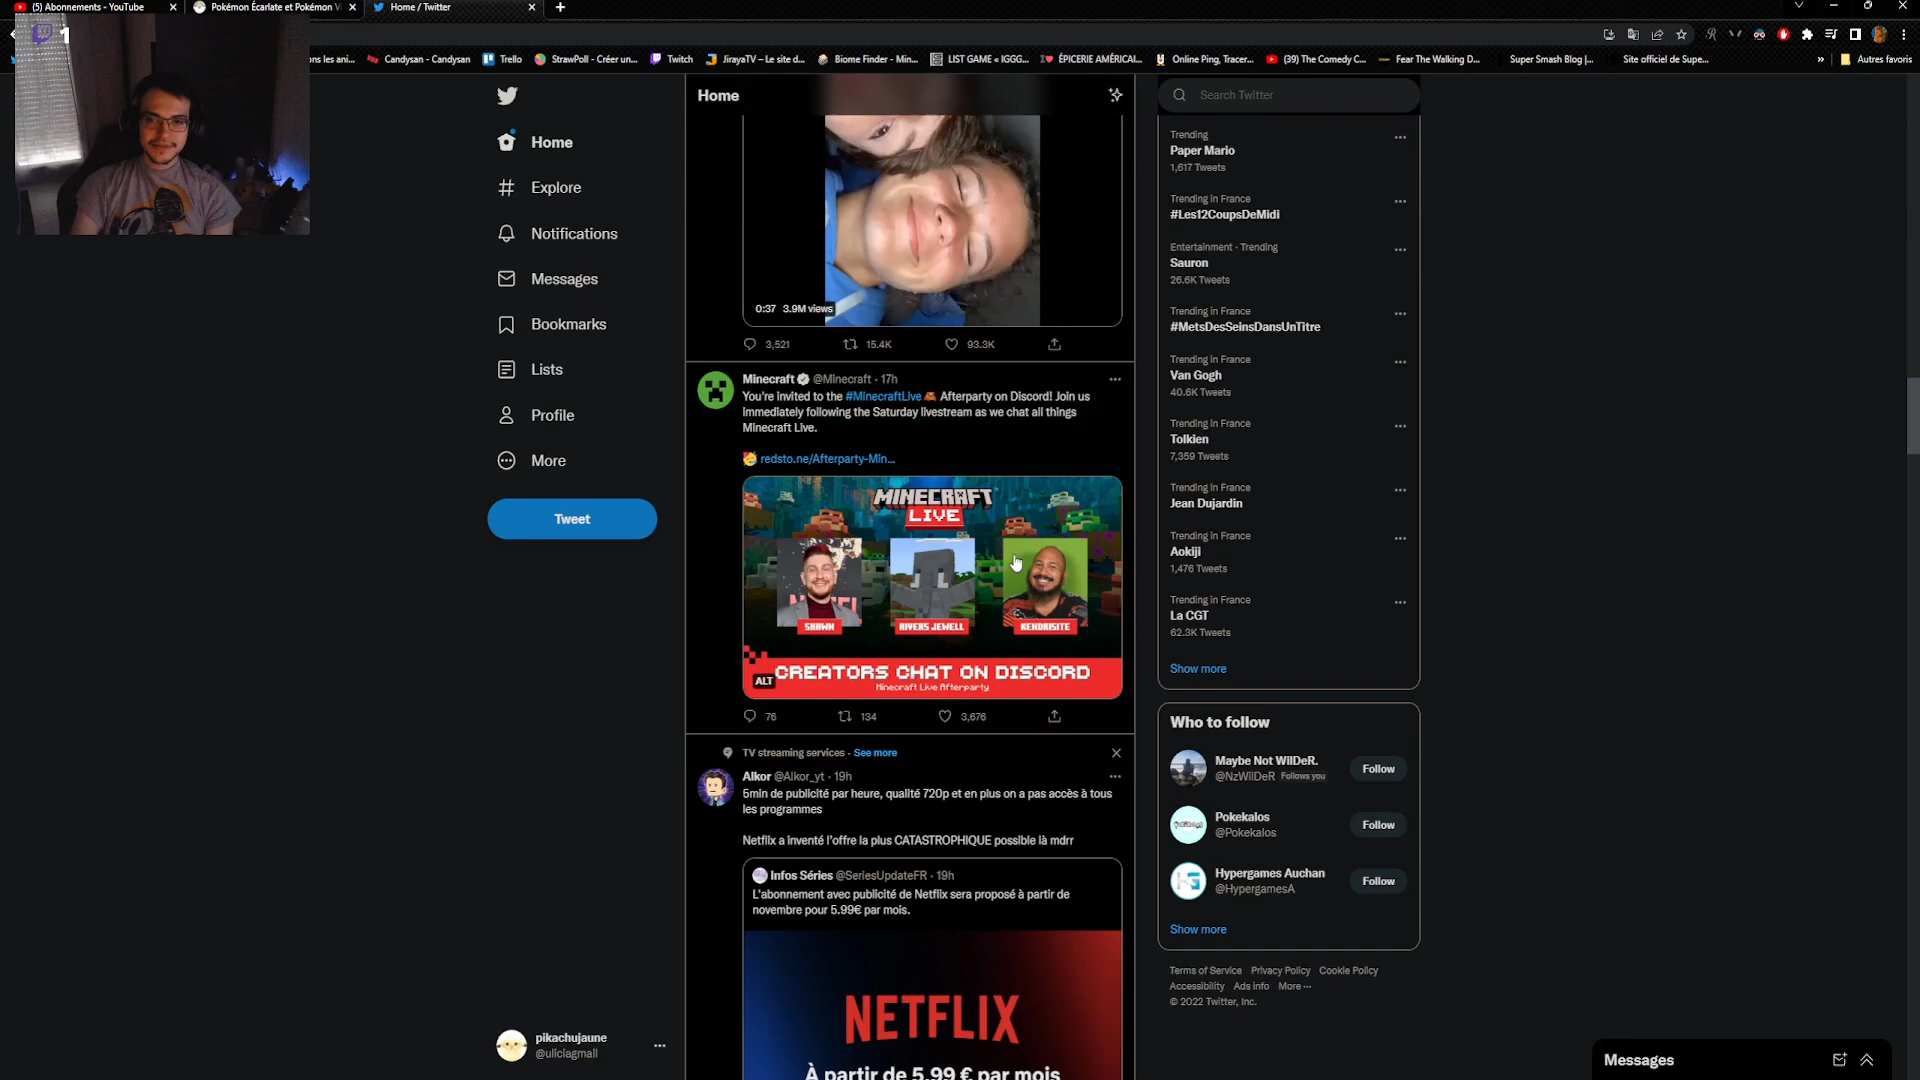 (5) Abonnements - YouTube
Pokémon Écarlate et Pokémon V
Home / Twitter
1
ons les ani...
Candysan - Candysan
Trello
StrawPoll - Créer un...
Twitch
JirayaTV – Le site d...
Biome Finder - Min...
LIST GAME « IGGG...
ÉPICERIE AMÉRICAL...
Online Ping, Tracer...
(39) The Comedy C...
Fear The Walking D...
Super Smash Blog |...
Site officiel de Supe...
»
Autres favoris
Home
Explore
Notifications
Messages
Bookmarks
Lists
Profile
More
Tweet
pikachujaune
@uliclagmail
Home
0:37 3.9M views
3,521 15.4K 93.3K
Minecraft @Minecraft · 17h
You're invited to the #MinecraftLive Afterparty on Discord! Join us
immediately following the Saturday livestream as we chat all things
Minecraft Live.
redsto.ne/Afterparty-Min...
MINECRAFT
LIVE
SHAWN
RIVERS JEWELL
KENDRISITE
CREATORS CHAT ON DISCORD
Minecraft Live Afterparty
ALT
76 134 3,676
TV streaming services · See more
Alkor @Alkor_yt · 19h
5min de publicité par heure, qualité 720p et en plus on a pas accès à tous
les programmes
Netflix a inventé l'offre la plus CATASTROPHIQUE possible là mdrr
Infos Séries @SeriesUpdateFR · 19h
L'abonnement avec publicité de Netflix sera proposé à partir de
novembre pour 5.99€ par mois.
NETFLIX
À partir de 5,99 € par mois
Search Twitter
Trending
Paper Mario
1,617 Tweets
Trending in France
#Les12CoupsDeMidi
Entertainment · Trending
Sauron
26.6K Tweets
Trending in France
#MetsDesSeinsDansUnTitre
Trending in France
Van Gogh
40.6K Tweets
Trending in France
Tolkien
7,359 Tweets
Trending in France
Jean Dujardin
Trending in France
Aokiji
1,476 Tweets
Trending in France
La CGT
62.3K Tweets
Show more
Who to follow
Maybe Not WilDeR.
@NzWilDeR Follows you
Follow
Pokekalos
@Pokekalos
Follow
Hypergames Auchan
@HypergamesA
Follow
Show more
Terms of Service Privacy Policy Cookie Policy
Accessibility Ads info More ···
© 2022 Twitter, Inc.
Messages